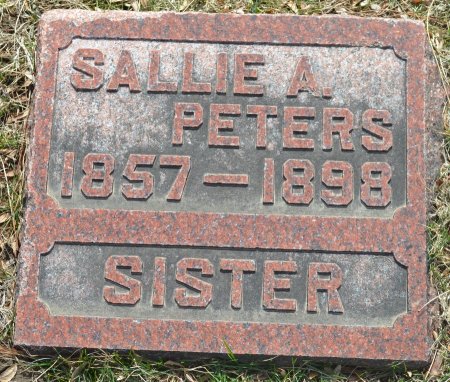 SALLIE A.
PETERS
1857 — 1898
SISTER